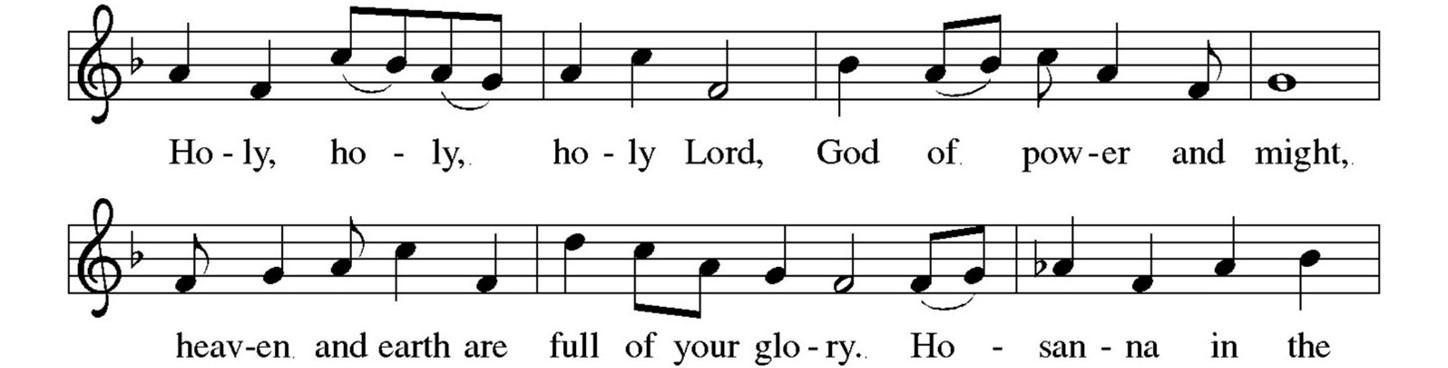 Ho - ly, ho - ly, ho - ly Lord, God of pow - er and might,
heav - en and earth are full of your glo - ry. Ho - san - na in the